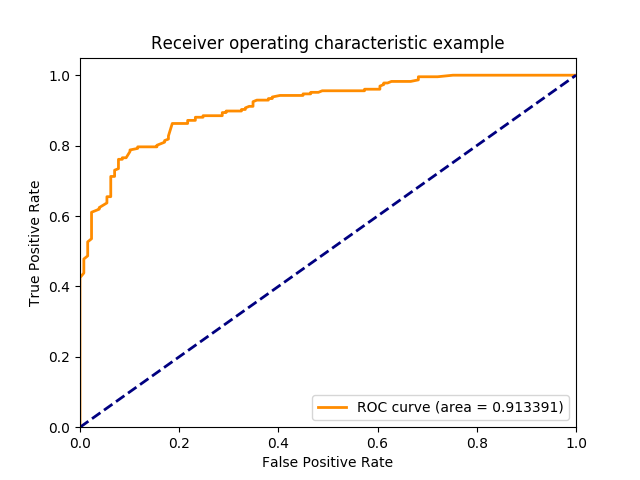 Receiver operating characteristic example
1.0
0.8
0.6
0.4
0.2
0.0
True Positive Rate
ROC curve (area = 0.913391)
0.0 0.2 0.4 0.6 0.8 1.0
False Positive Rate